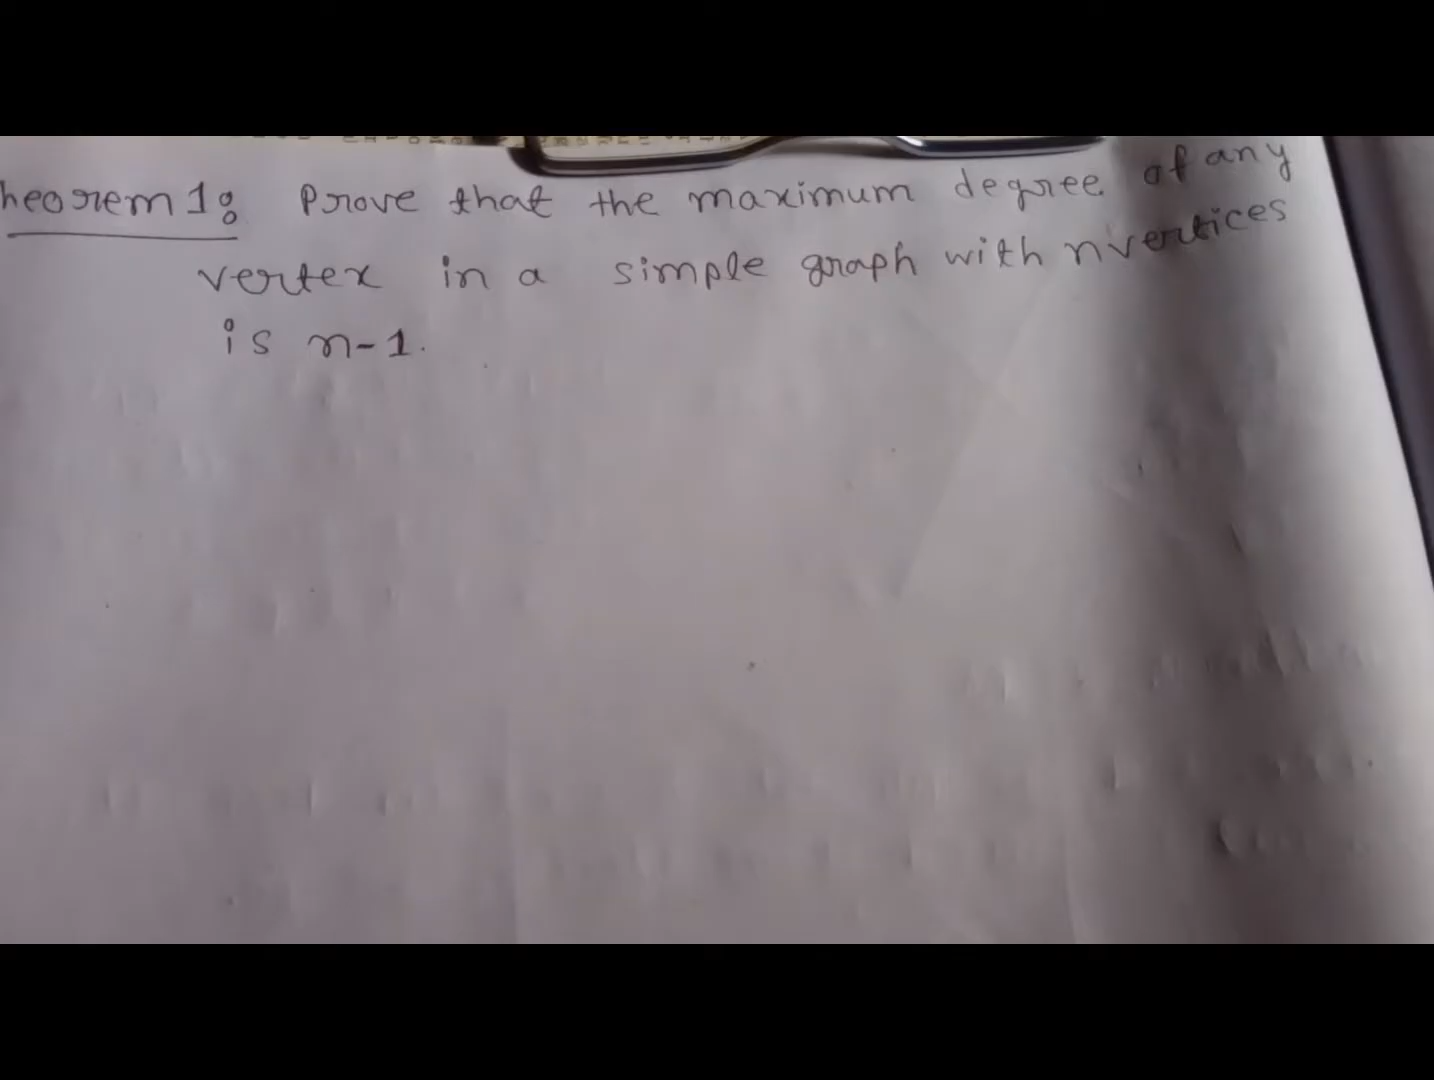 heorem 1: Prove that the maximum degree of any
vertex in a simple graph with n vertices
is n-1.